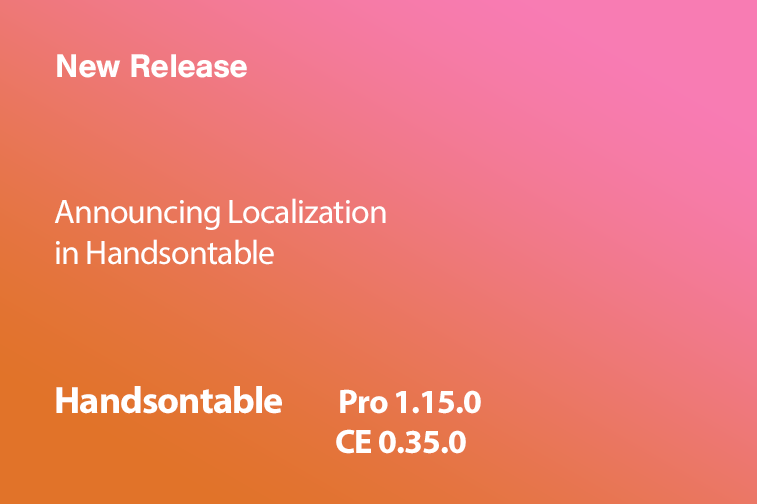 New Release
Announcing Localization
in Handsontable
Handsontable Pro 1.15.0
CE 0.35.0